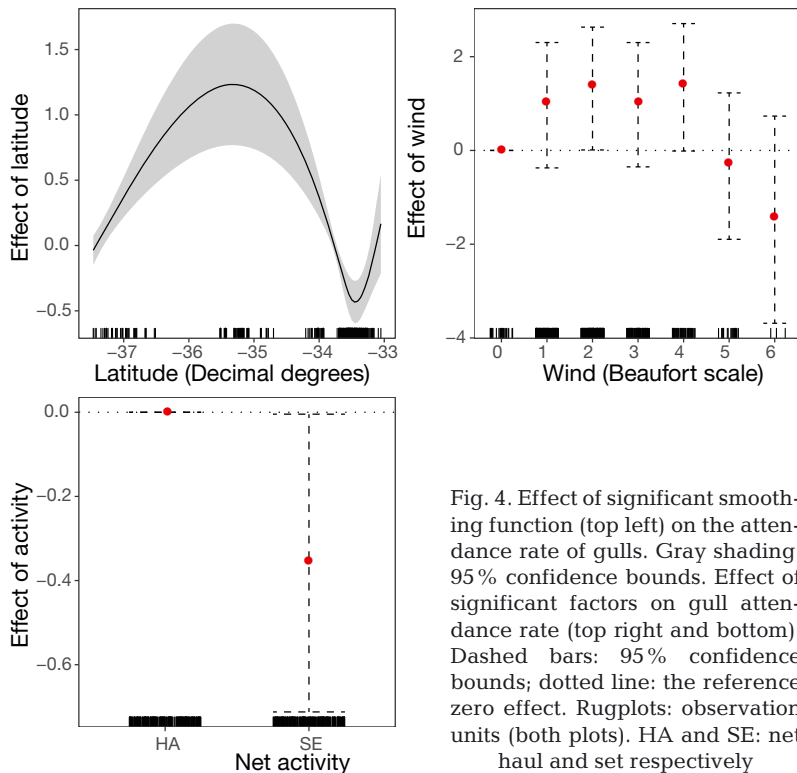 1.5
1.0
0.5
0.0
−0.5
Effect of latitude
−37
−36
−35
−34
−33
Latitude (Decimal degrees)
2
0
−2
−4
Effect of wind
0
1
2
3
4
5
6
Wind (Beaufort scale)
0.0
−0.2
−0.4
−0.6
Effect of activity
HA
SE
Net activity
Fig. 4. Effect of significant smooth-
ing function (top left) on the atten-
dance rate of gulls. Gray shading
95% confidence bounds. Effect of
significant factors on gull atten-
dance rate (top right and bottom)
Dashed bars: 95% confidence
bounds; dotted line: the reference
zero effect. Rugplots: observation
units (both plots). HA and SE: net
haul and set respectively